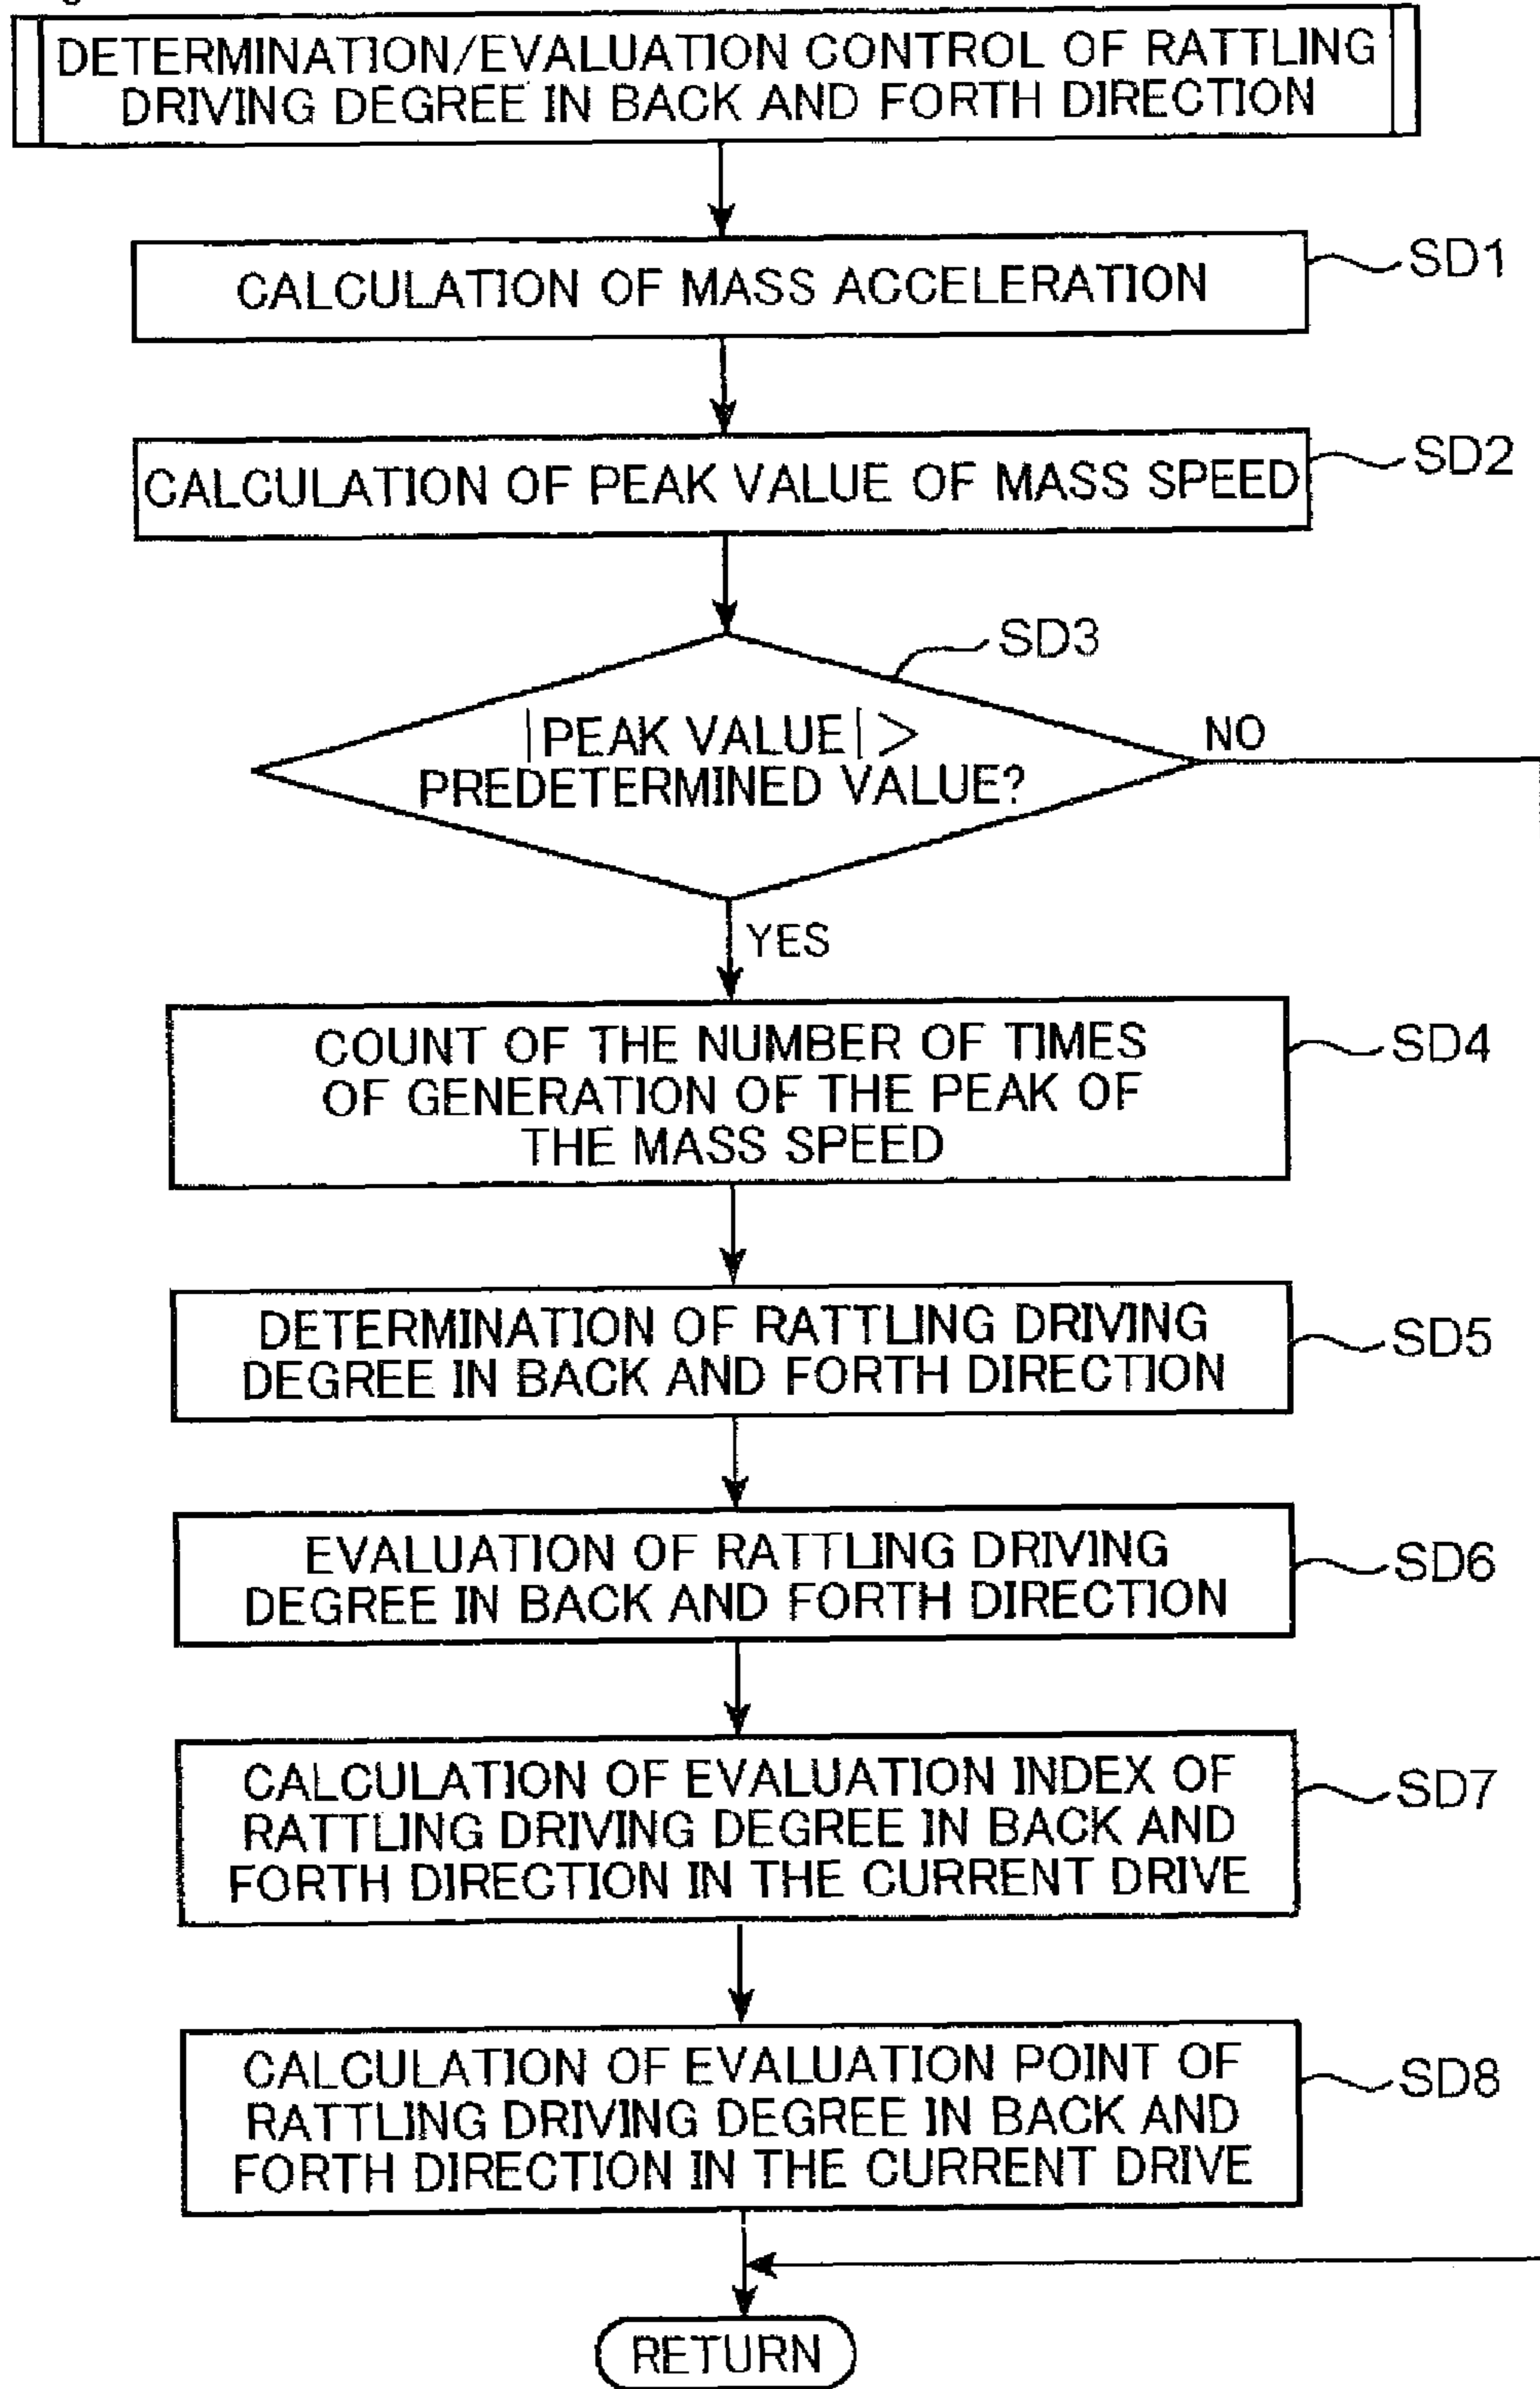 DETERMINATION/EVALUATION CONTROL OF RATTLING
DRIVING DEGREE IN BACK AND FORTH DIRECTION
CALCULATION OF MASS ACCELERATION
SD1
CALCULATION OF PEAK VALUE OF MASS SPEED
SD2
SD3
|PEAK VALUE| >
PREDETERMINED VALUE?
NO
YES
COUNT OF THE NUMBER OF TIMES
OF GENERATION OF THE PEAK OF
THE MASS SPEED
SD4
DETERMINATION OF RATTLING DRIVING
DEGREE IN BACK AND FORTH DIRECTION
SD5
EVALUATION OF RATTLING DRIVING
DEGREE IN BACK AND FORTH DIRECTION
SD6
CALCULATION OF EVALUATION INDEX OF
RATTLING DRIVING DEGREE IN BACK AND
FORTH DIRECTION IN THE CURRENT DRIVE
SD7
CALCULATION OF EVALUATION POINT OF
RATTLING DRIVING DEGREE IN BACK AND
FORTH DIRECTION IN THE CURRENT DRIVE
SD8
RETURN